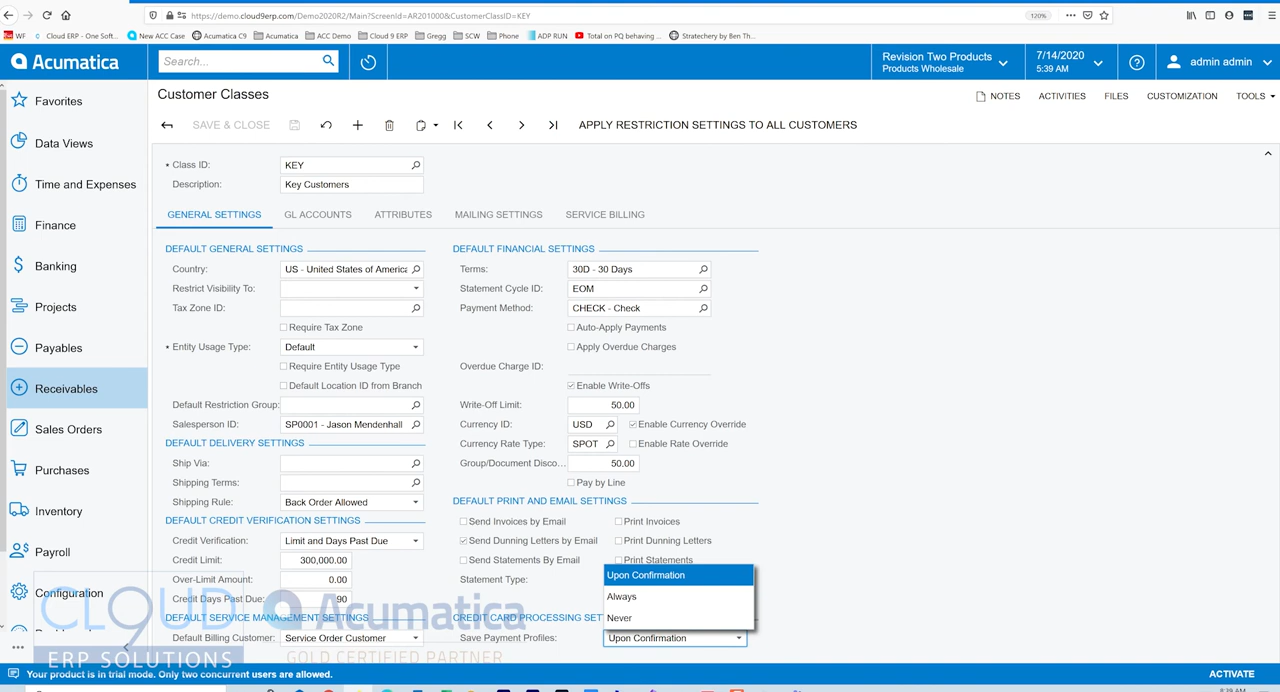 https://demo.cloud9erp.com/Demo2020R2/Main?ScreenId=AR201000&CustomerClassID=KEY
120%
WF
Cloud ERP - One Soft...
New ACC Case
Acumatica C9
Acumatica
ACC Demo
Cloud 9 ERP
Gregg
SCW
Phone
ADP RUN
Total on PQ behaving ...
Stratechery by Ben Th...
Acumatica
Search...
Revision Two Products
Products Wholesale
7/14/2020
5:39 AM
admin admin
Customer Classes
NOTES
ACTIVITIES
FILES
CUSTOMIZATION
TOOLS
SAVE & CLOSE
APPLY RESTRICTION SETTINGS TO ALL CUSTOMERS
Favorites
Data Views
Time and Expenses
Finance
Banking
Projects
Payables
Receivables
Sales Orders
Purchases
Inventory
Payroll
Configuration
Class ID: KEY
Description: Key Customers
GENERAL SETTINGS
GL ACCOUNTS
ATTRIBUTES
MAILING SETTINGS
SERVICE BILLING
DEFAULT GENERAL SETTINGS
Country: US - United States of America
Restrict Visibility To:
Tax Zone ID:
Require Tax Zone
Entity Usage Type: Default
Require Entity Usage Type
Default Location ID from Branch
Default Restriction Group:
Salesperson ID: SP0001 - Jason Mendenhall
DEFAULT DELIVERY SETTINGS
Ship Via:
Shipping Terms:
Shipping Rule: Back Order Allowed
DEFAULT CREDIT VERIFICATION SETTINGS
Credit Verification: Limit and Days Past Due
Credit Limit: 300,000.00
Over-Limit Amount: 0.00
Credit Days Past Due: 90
DEFAULT SERVICE MANAGEMENT SETTINGS
Default Billing Customer: Service Order Customer
DEFAULT FINANCIAL SETTINGS
Terms: 30D - 30 Days
Statement Cycle ID: EOM
Payment Method: CHECK - Check
Auto-Apply Payments
Apply Overdue Charges
Overdue Charge ID:
Enable Write-Offs
Write-Off Limit: 50.00
Currency ID: USD Enable Currency Override
Currency Rate Type: SPOT Enable Rate Override
Group/Document Disco... 50.00
Pay by Line
DEFAULT PRINT AND EMAIL SETTINGS
Send Invoices by Email Print Invoices
Send Dunning Letters by Email Print Dunning Letters
Send Statements By Email Print Statements
Statement Type:
Upon Confirmation
Always
Never
CREDIT CARD PROCESSING SET
Save Payment Profiles: Upon Confirmation
CLOUD9
ERP SOLUTIONS
Acumatica
GOLD CERTIFIED PARTNER
Your product is in trial mode. Only two concurrent users are allowed.
ACTIVATE